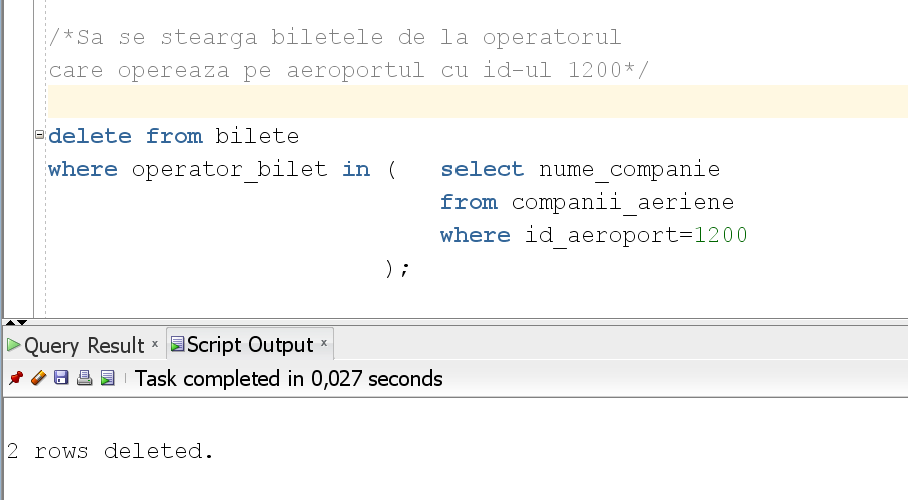 /*Sa se stearga biletele de la operatorul
care opereaza pe aeroportul cu id-ul 1200*/
delete from bilete
where operator_bilet in (   select nume_companie
from companii_aeriene
where id_aeroport=1200
);
Query Result x Script Output x
Task completed in 0,027 seconds
2 rows deleted.